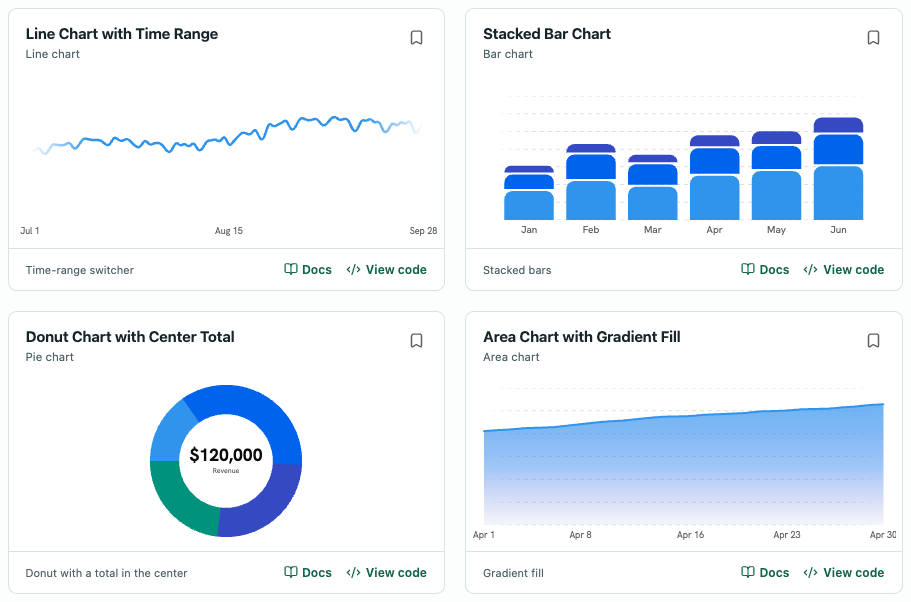 Line Chart with Time Range
Line chart
Jul 1 Aug 15 Sep 28
Time-range switcher Docs </> View code
Stacked Bar Chart
Bar chart
Jan Feb Mar Apr May Jun
Stacked bars Docs </> View code
Donut Chart with Center Total
Pie chart
$120,000
Revenue
Donut with a total in the center Docs </> View code
Area Chart with Gradient Fill
Area chart
Apr 1 Apr 8 Apr 16 Apr 23 Apr 30
Gradient fill Docs </> View code